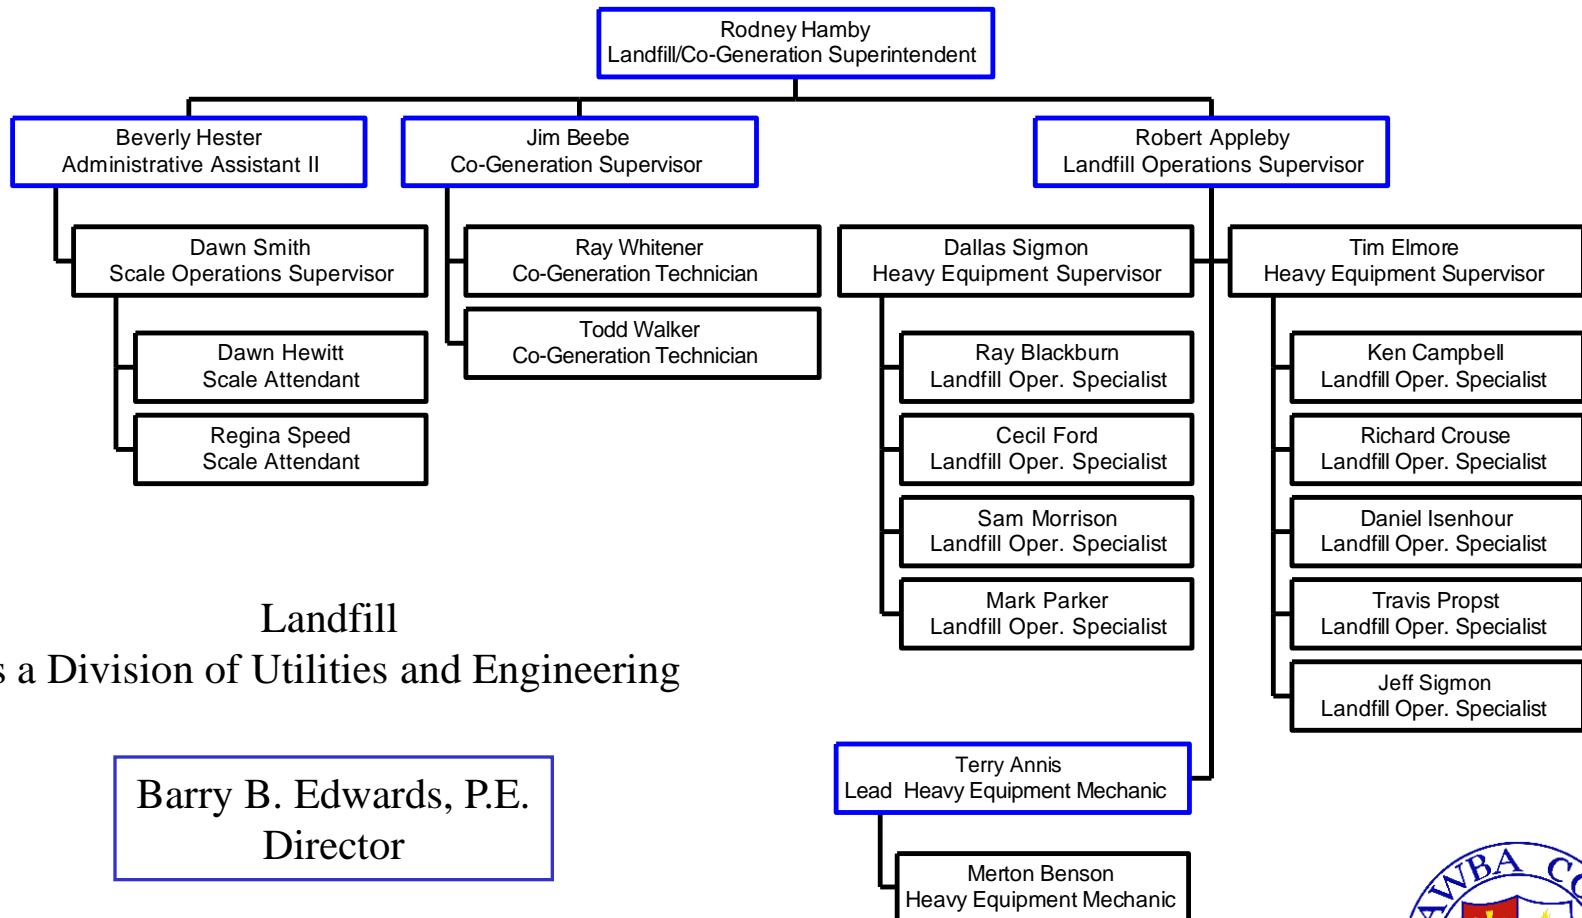 Rodney Hamby
Landfill/Co-Generation Superintendent
Beverly Hester
Administrative Assistant II
Jim Beebe
Co-Generation Supervisor
Robert Appleby
Landfill Operations Supervisor
Dawn Smith
Scale Operations Supervisor
Dawn Hewitt
Scale Attendant
Regina Speed
Scale Attendant
Ray Whitener
Co-Generation Technician
Todd Walker
Co-Generation Technician
Dallas Sigmon
Heavy Equipment Supervisor
Ray Blackburn
Landfill Oper. Specialist
Cecil Ford
Landfill Oper. Specialist
Sam Morrison
Landfill Oper. Specialist
Mark Parker
Landfill Oper. Specialist
Tim Elmore
Heavy Equipment Supervisor
Ken Campbell
Landfill Oper. Specialist
Richard Crouse
Landfill Oper. Specialist
Daniel Isenhour
Landfill Oper. Specialist
Travis Propst
Landfill Oper. Specialist
Jeff Sigmon
Landfill Oper. Specialist
Terry Annis
Lead Heavy Equipment Mechanic
Merton Benson
Heavy Equipment Mechanic
Landfill
s a Division of Utilities and Engineering
Barry B. Edwards, P.E.
Director
AWBA CO